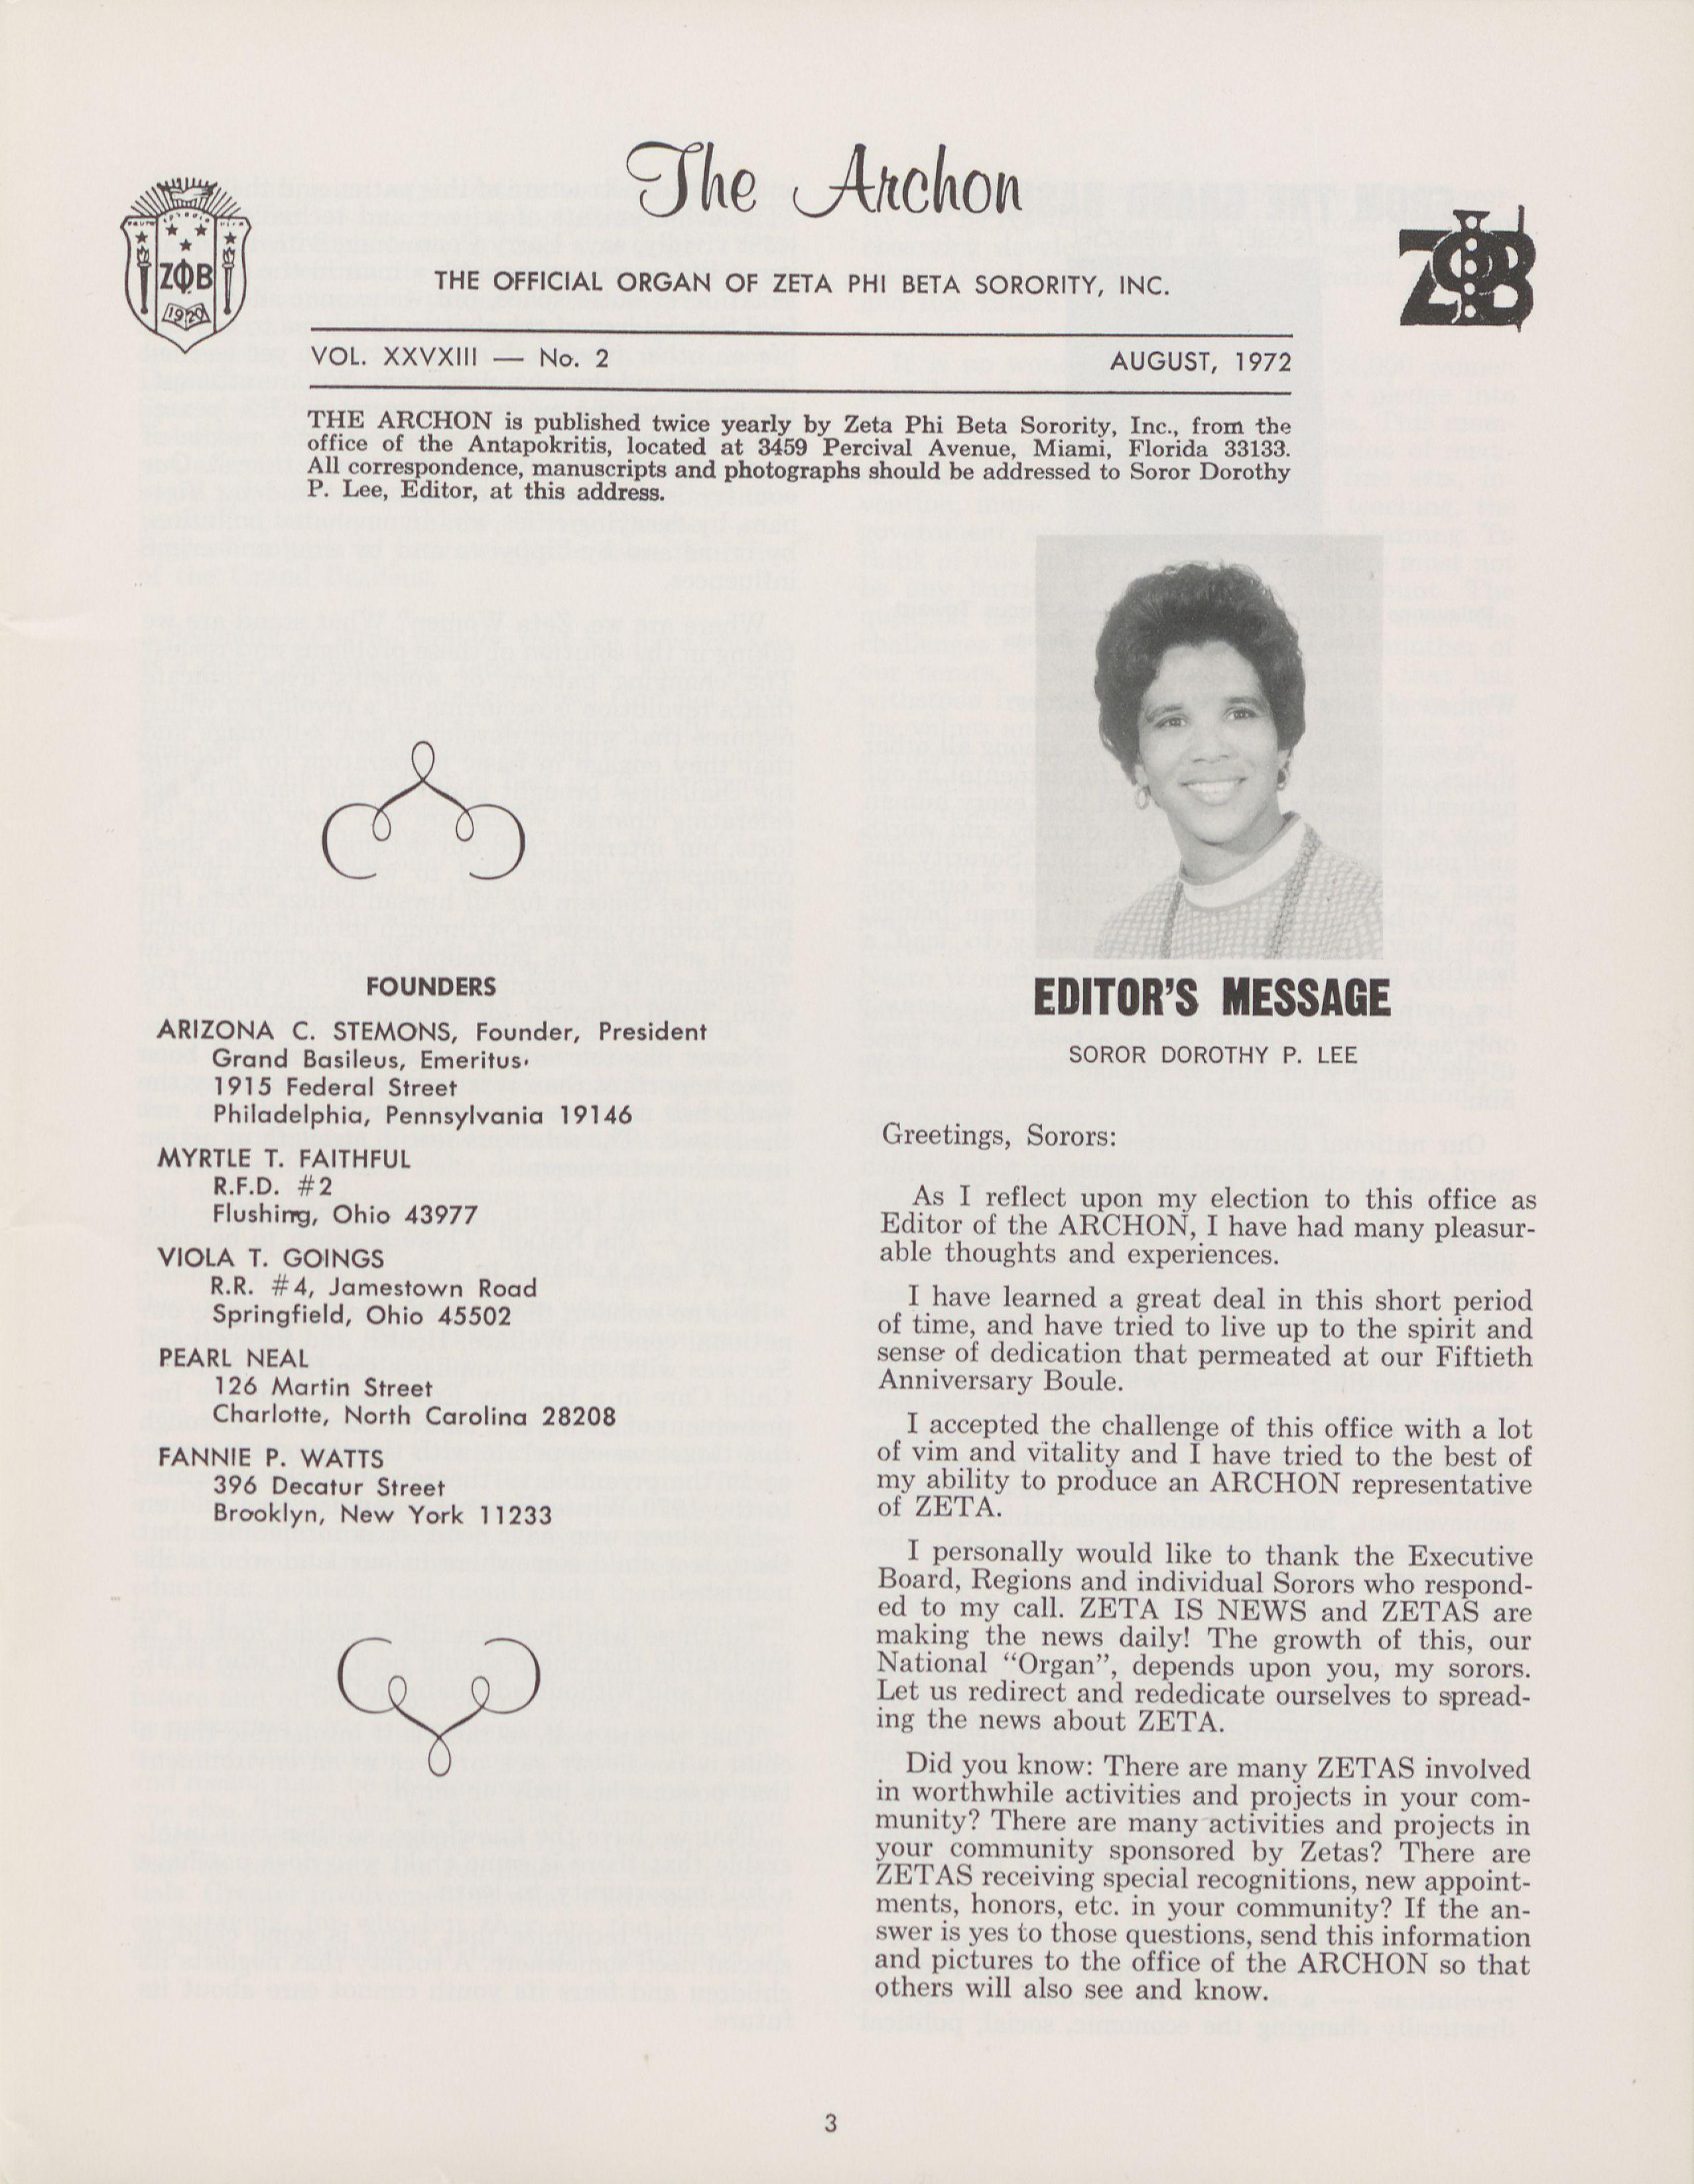 The Archon
ΖΦΒ
1920
ΖΦΒ
THE OFFICIAL ORGAN OF ZETA PHI BETA SORORITY, INC.
VOL. XXVXIII — No. 2 AUGUST, 1972
THE ARCHON is published twice yearly by Zeta Phi Beta Sorority, Inc., from the
office of the Antapokritis, located at 3459 Percival Avenue, Miami, Florida 33133.
All correspondence, manuscripts and photographs should be addressed to Soror Dorothy
P. Lee, Editor, at this address.
FOUNDERS
ARIZONA C. STEMONS, Founder, President
Grand Basileus, Emeritus.
1915 Federal Street
Philadelphia, Pennsylvania 19146
MYRTLE T. FAITHFUL
R.F.D. #2
Flushing, Ohio 43977
VIOLA T. GOINGS
R.R. #4, Jamestown Road
Springfield, Ohio 45502
PEARL NEAL
126 Martin Street
Charlotte, North Carolina 28208
FANNIE P. WATTS
396 Decatur Street
Brooklyn, New York 11233
EDITOR'S MESSAGE
SOROR DOROTHY P. LEE
Greetings, Sorors:
As I reflect upon my election to this office as
Editor of the ARCHON, I have had many pleasur-
able thoughts and experiences.
I have learned a great deal in this short period
of time, and have tried to live up to the spirit and
sense of dedication that permeated at our Fiftieth
Anniversary Boule.
I accepted the challenge of this office with a lot
of vim and vitality and I have tried to the best of
my ability to produce an ARCHON representative
of ZETA.
I personally would like to thank the Executive
Board, Regions and individual Sorors who respond-
ed to my call. ZETA IS NEWS and ZETAS are
making the news daily! The growth of this, our
National “Organ”, depends upon you, my sorors.
Let us redirect and rededicate ourselves to spread-
ing the news about ZETA.
Did you know: There are many ZETAS involved
in worthwhile activities and projects in your com-
munity? There are many activities and projects in
your community sponsored by Zetas? There are
ZETAS receiving special recognitions, new appoint-
ments, honors, etc. in your community? If the an-
swer is yes to those questions, send this information
and pictures to the office of the ARCHON so that
others will also see and know.
3